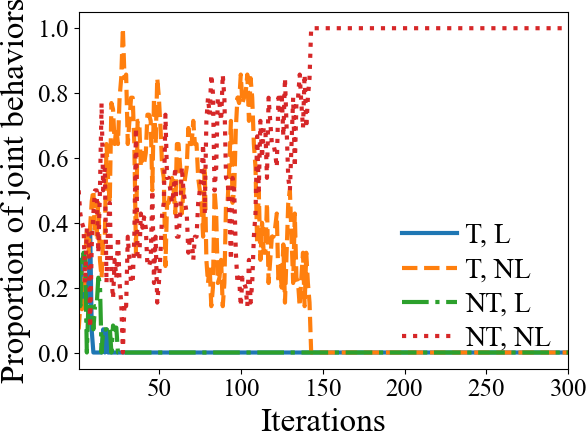 Proportion of joint behaviors
1.0
0.8
0.6
0.4
0.2
0.0
T, L
T, NL
NT, L
NT, NL
50
100
150
200
250
300
Iterations